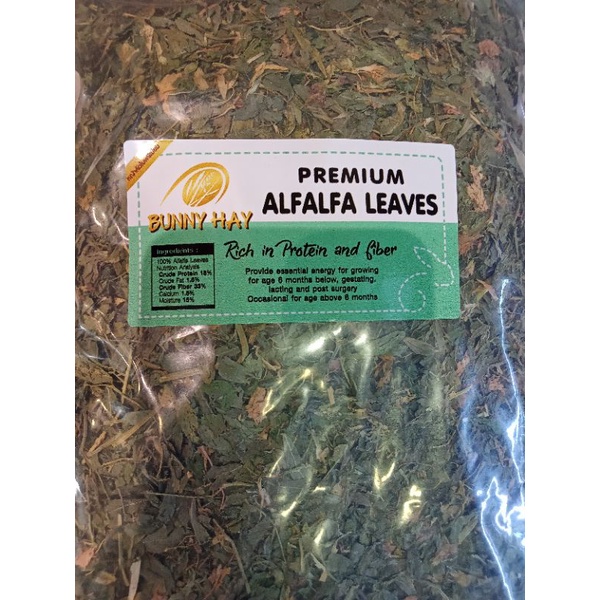 PREMIUM
ALFALFA LEAVES
BUNNY HAY
Rich in Protein and fiber
Ingredients :
100% Alfalfa Leaves
Nutrition Analysis
Crude Protein 18%
Crude Fat 1.5%
Crude Fiber 33%
Calcium 1.5%
Moisture 15%
Provide essential energy for growing
for age 6 months below, gestating,
lacting and post surgery
Occasional for age above 6 months